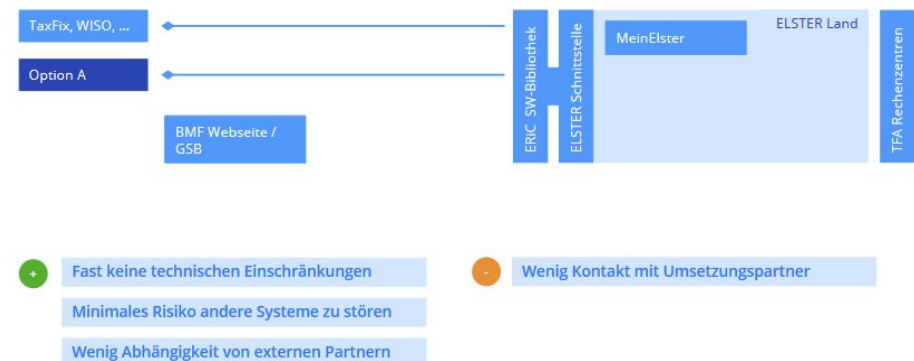 TaxFix, WISO, ...
Option A
BMF Webseite /
GSB
ERiC SW-Bibliothek
ELSTER Schnittstelle
MeinElster
ELSTER Land
TFA Rechenzentren
+
Fast keine technischen Einschränkungen
Minimales Risiko andere Systeme zu stören
Wenig Abhängigkeit von externen Partnern
-
Wenig Kontakt mit Umsetzungspartner